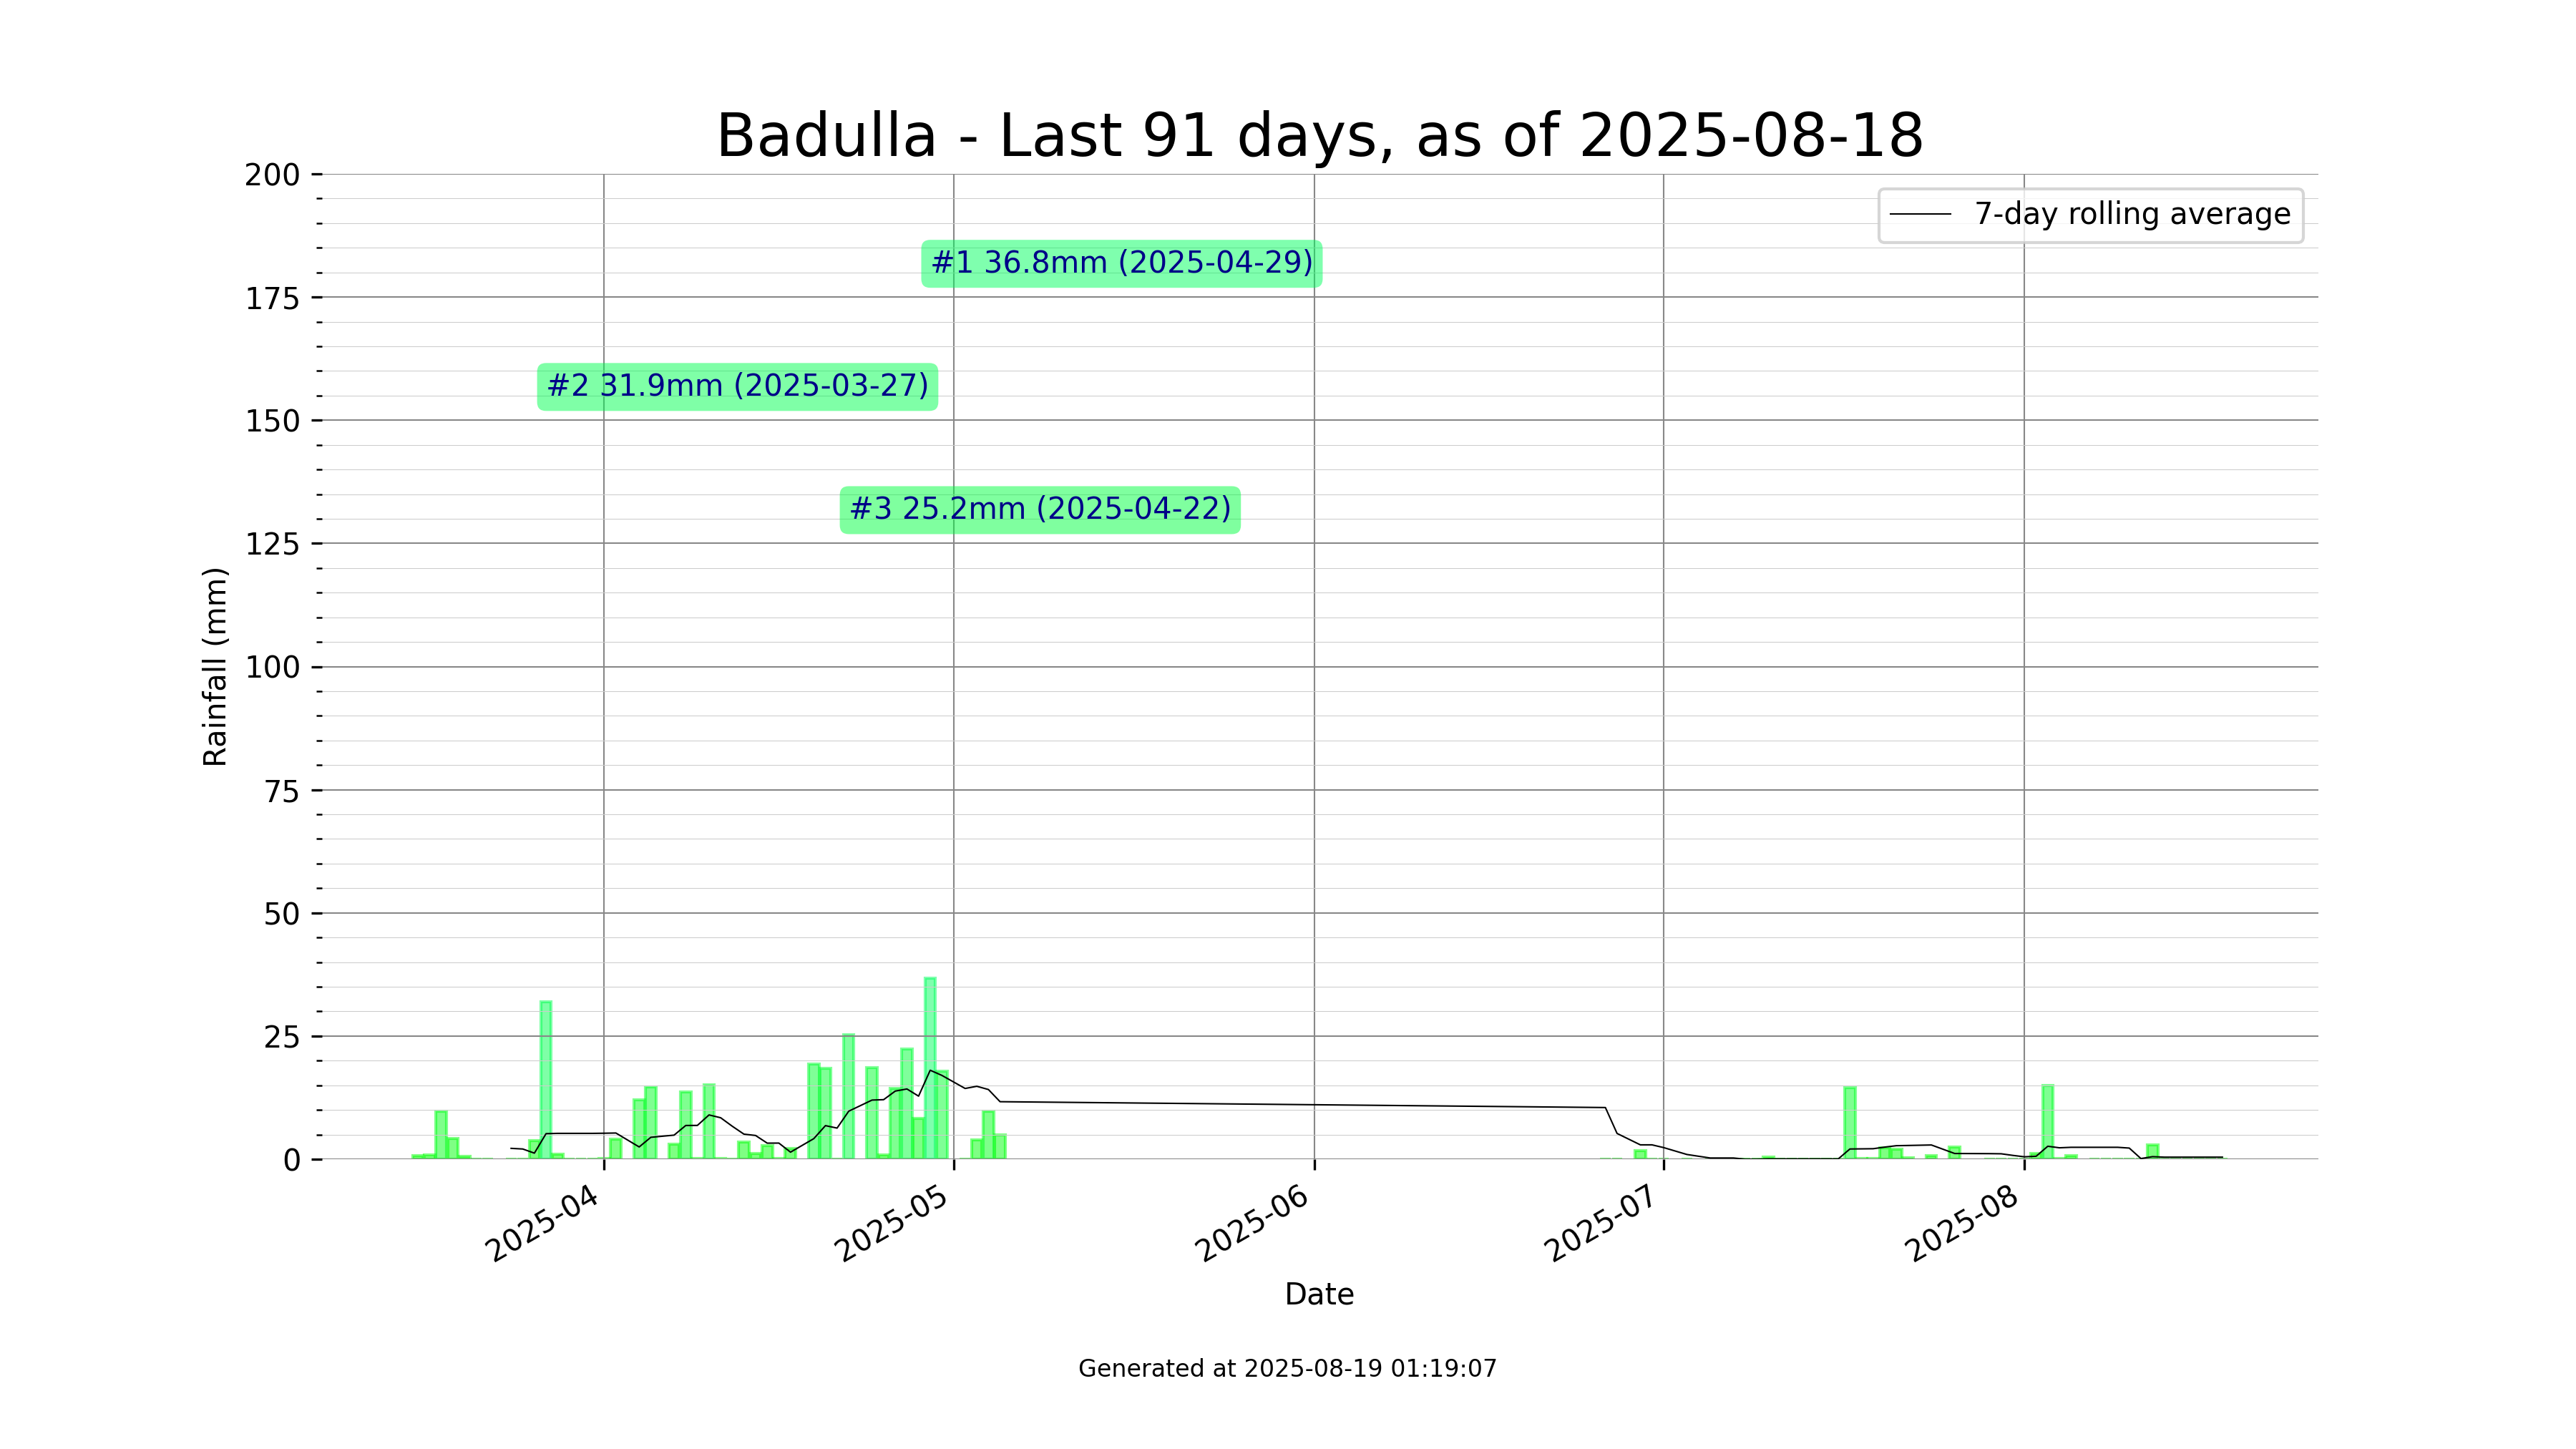 Badulla - Last 91 days, as of 2025-08-18
7-day rolling average
#1 36.8mm (2025-04-29)
#2 31.9mm (2025-03-27)
#3 25.2mm (2025-04-22)
Rainfall (mm)
200
175
150
125
100
75
50
25
0
2025-04
2025-05
2025-06
2025-07
2025-08
Date
Generated at 2025-08-19 01:19:07